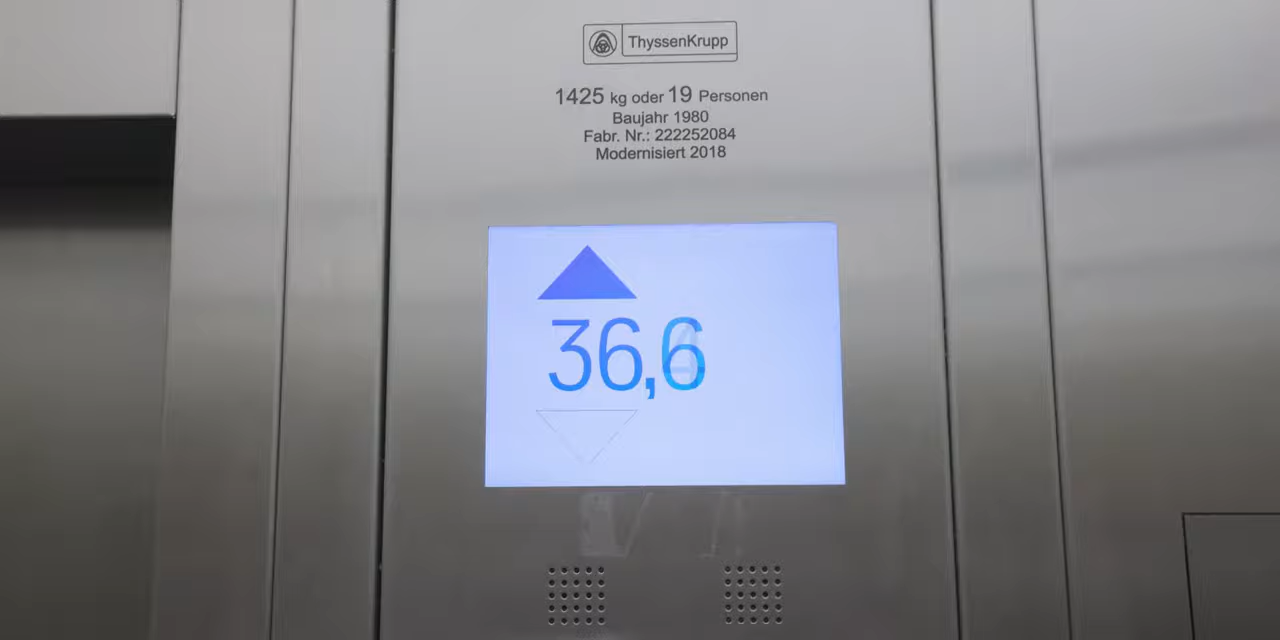 ThyssenKrupp
1425 kg oder 19 Personen
Baujahr 1980
Fabr. Nr.: 222252084
Modernisiert 2018
36,6